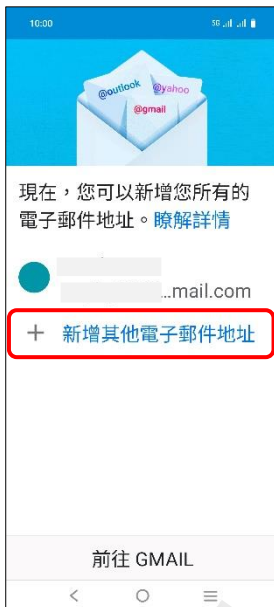 10:00
5G
@outlook @yahoo
@gmail
現在，您可以新增您所有的
電子郵件地址。瞭解詳情
...mail.com
+ 新增其他電子郵件地址
前往 GMAIL